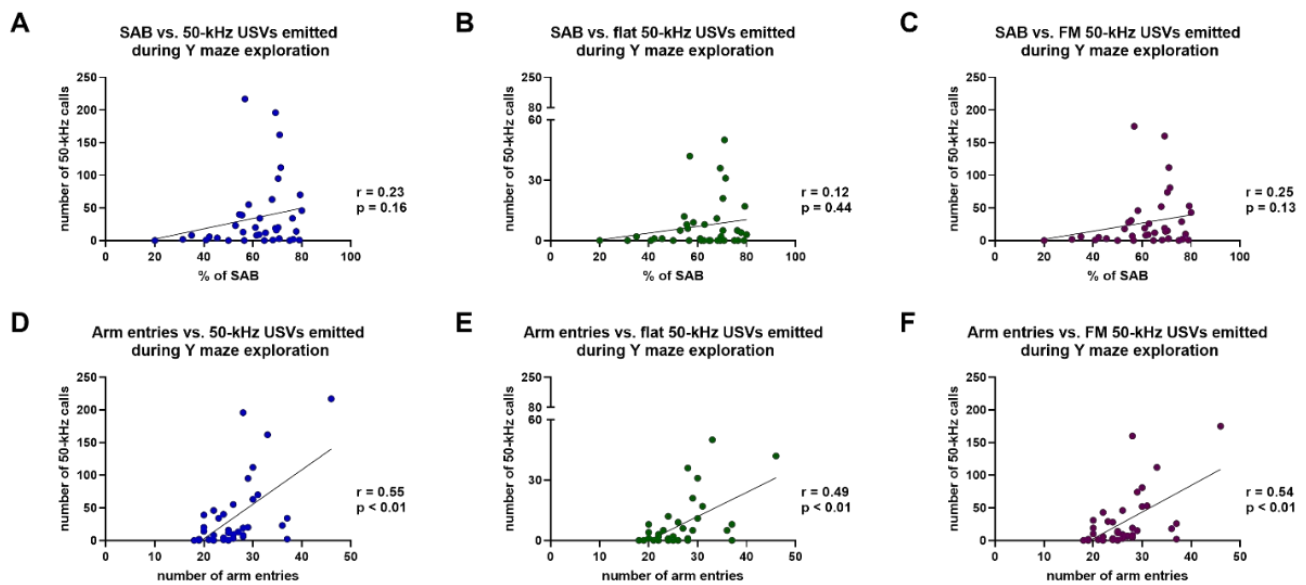 A
SAB vs. 50-kHz USVs emitted
during Y maze exploration
number of 50-kHz calls
250
200
150
100
50
0
0 20 40 60 80 100
% of SAB
r = 0.23
p = 0.16
B
SAB vs. flat 50-kHz USVs emitted
during Y maze exploration
number of 50-kHz calls
250
80
60
30
0
0 20 40 60 80 100
% of SAB
r = 0.12
p = 0.44
C
SAB vs. FM 50-kHz USVs emitted
during Y maze exploration
number of 50-kHz calls
250
200
150
100
50
0
0 20 40 60 80 100
% of SAB
r = 0.25
p = 0.13
D
Arm entries vs. 50-kHz USVs emitted
during Y maze exploration
number of 50-kHz calls
250
200
150
100
50
0
0 10 20 30 40 50
number of arm entries
r = 0.55
p < 0.01
E
Arm entries vs. flat 50-kHz USVs emitted
during Y maze exploration
number of 50-kHz calls
250
80
60
30
0
0 10 20 30 40 50
number of arm entries
r = 0.49
p < 0.01
F
Arm entries vs. FM 50-kHz USVs emitted
during Y maze exploration
number of 50-kHz calls
250
200
150
100
50
0
0 10 20 30 40 50
number of arm entries
r = 0.54
p < 0.01